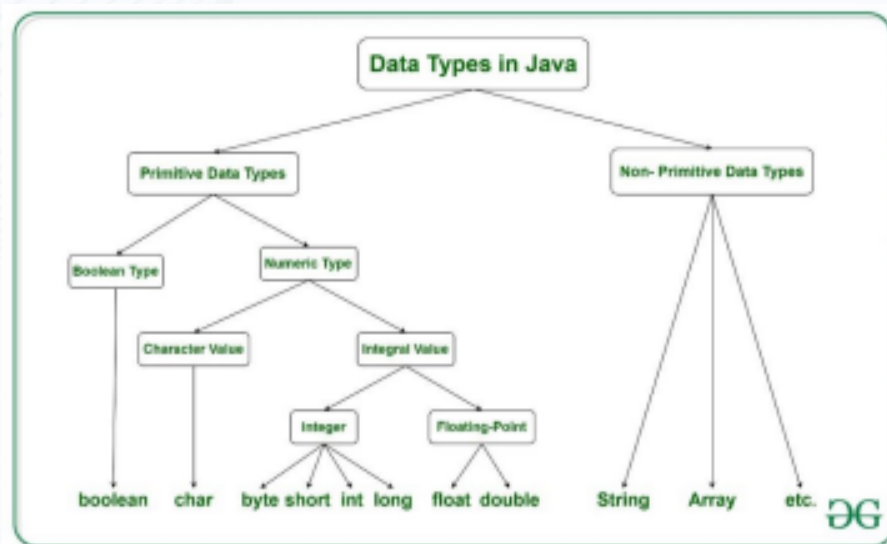 Data Types in Java
Primitive Data Types
Non- Primitive Data Types
Boolean Type
Numeric Type
Character Value
Integral Value
Integer
Floating-Point
boolean
char
byte
short
int
long
float
double
String
Array
etc.